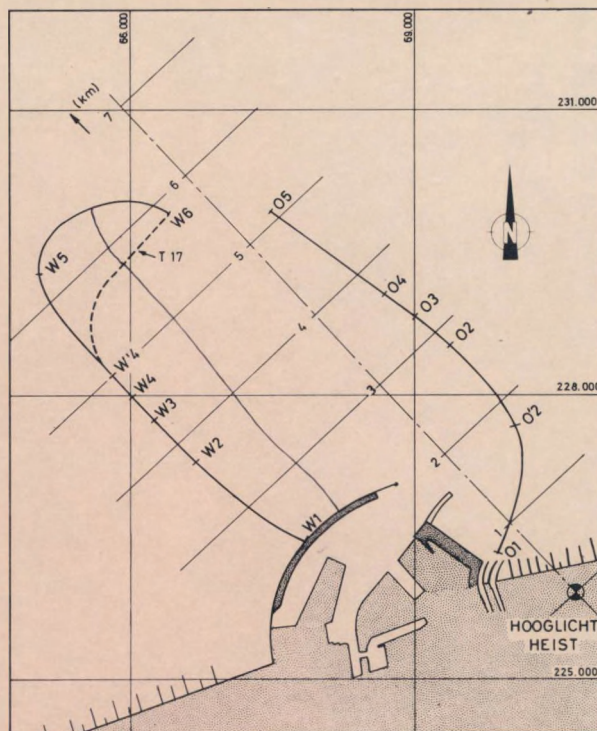 66.000
69.000
231.000
(km)
7
6
O5
W6
5
N
T 17
W5
O4
O3
4
O2
W'4
W4
228.000
3
W3
O'2
W2
2
W1
O1
HOOGLICHT
HEIST
225.000